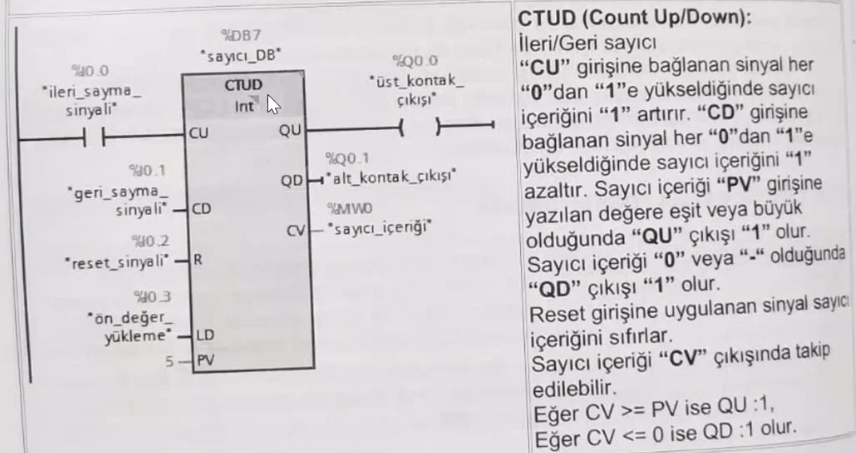 %DB7
"sayıcı_DB"
%I0.0
"ileri_sayma_
sinyali"
CTUD
Int
%Q0.0
"üst_kontak_
çıkışı"
CU
QU
%I0.1
"geri_sayma_
sinyali"
CD
%Q0.1
QD
"alt_kontak_çıkışı"
%MW0
CV
"sayıcı_içeriği"
%I0.2
"reset_sinyali"
R
%I0.3
"ön_değer_
yükleme"
LD
5
PV
CTUD (Count Up/Down):
İleri/Geri sayıcı
“CU” girişine bağlanan sinyal her
“0”dan “1”e yükseldiğinde sayıcı
içeriğini “1” artırır. “CD” girişine
bağlanan sinyal her “0”dan “1”e
yükseldiğinde sayıcı içeriğini “1”
azaltır. Sayıcı içeriği “PV” girişine
yazılan değere eşit veya büyük
olduğunda “QU” çıkışı “1” olur.
Sayıcı içeriği “0” veya “-“ olduğunda
“QD” çıkışı “1” olur.
Reset girişine uygulanan sinyal sayıcı
içeriğini sıfırlar.
Sayıcı içeriği “CV” çıkışında takip
edilebilir.
Eğer CV >= PV ise QU :1,
Eğer CV <= 0 ise QD :1 olur.